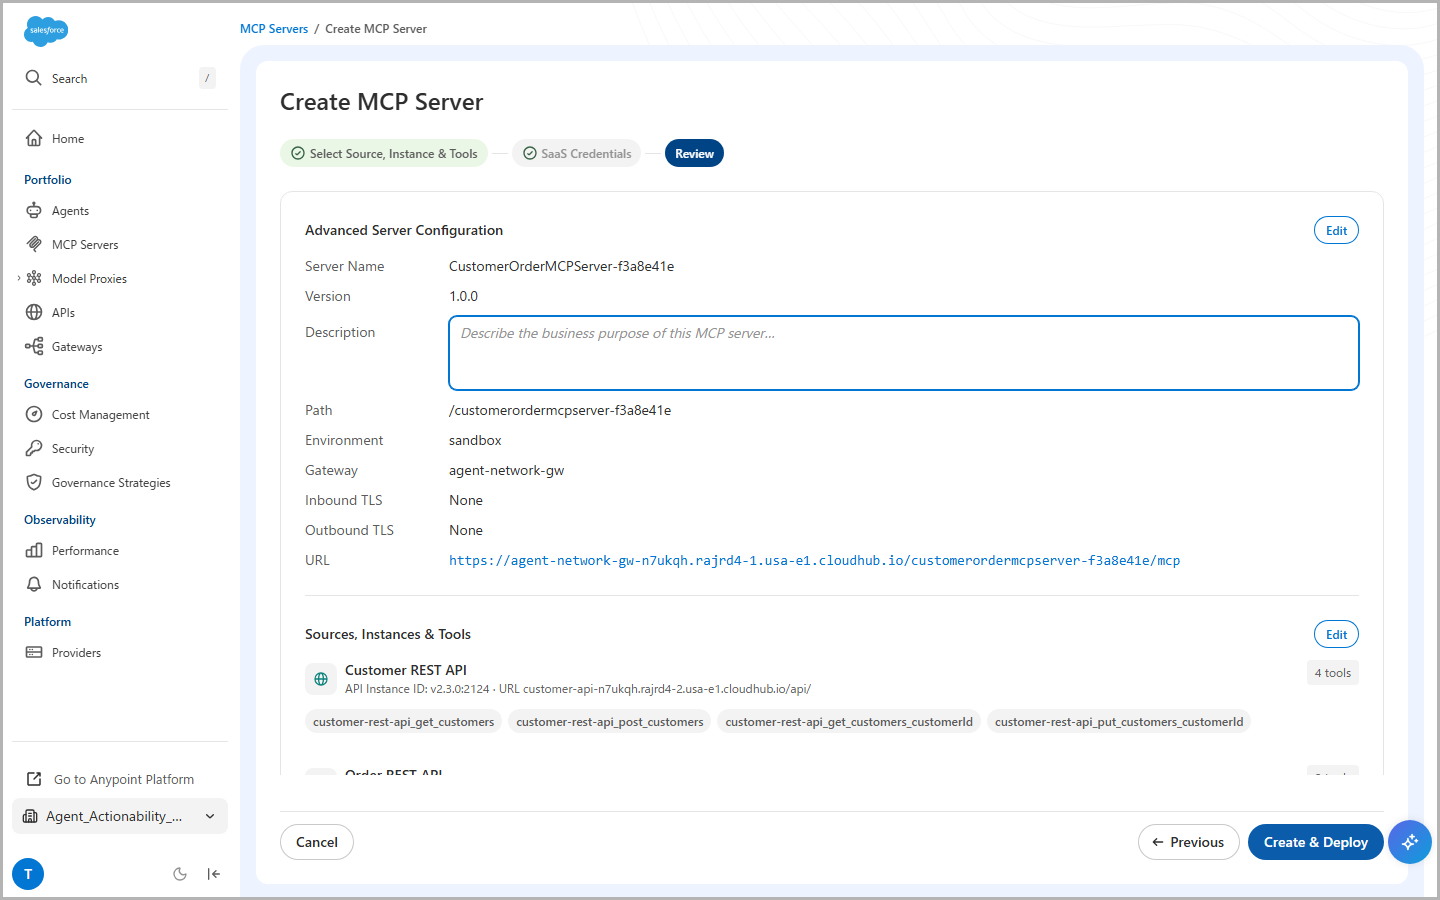 salesforce
MCP Servers / Create MCP Server
Search /
Home
Portfolio
Agents
MCP Servers
Model Proxies
APIs
Gateways
Governance
Cost Management
Security
Governance Strategies
Observability
Performance
Notifications
Platform
Providers
Go to Anypoint Platform
Agent_Actionability_...
T
Create MCP Server
Select Source, Instance & Tools
SaaS Credentials
Review
Advanced Server Configuration
Edit
Server Name CustomerOrderMCPServer-f3a8e41e
Version 1.0.0
Description Describe the business purpose of this MCP server...
Path /customerordermcpserver-f3a8e41e
Environment sandbox
Gateway agent-network-gw
Inbound TLS None
Outbound TLS None
URL https://agent-network-gw-n7ukqh.rajrd4-1.usa-e1.cloudhub.io/customerordermcpserver-f3a8e41e/mcp
Sources, Instances & Tools
Edit
Customer REST API
4 tools
API Instance ID: v2.3.0:2124 · URL customer-api-n7ukqh.rajrd4-2.usa-e1.cloudhub.io/api/
customer-rest-api_get_customers customer-rest-api_post_customers customer-rest-api_get_customers_customerId customer-rest-api_put_customers_customerId
Order REST API
Cancel
Previous
Create & Deploy